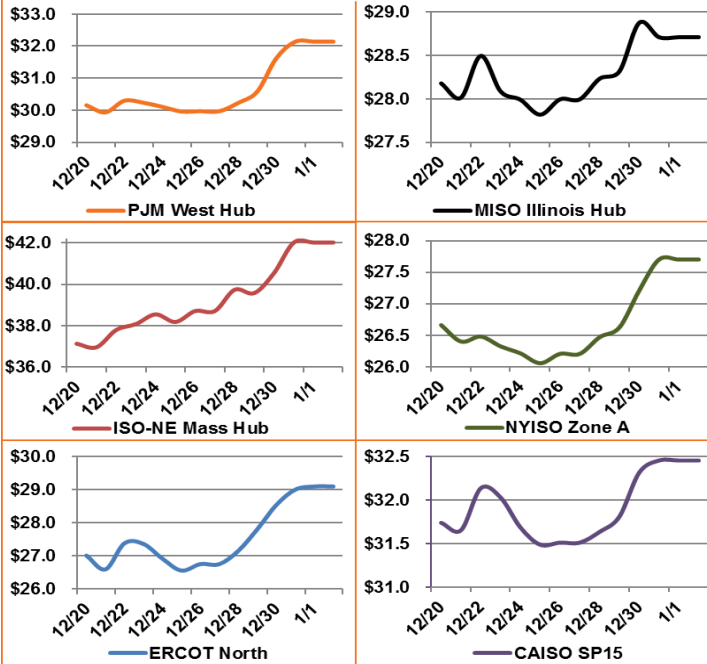 $33.0
$32.0
$31.0
$30.0
$29.0
12/20 12/22 12/24 12/26 12/28 12/30 1/1
PJM West Hub
$29.0
$28.5
$28.0
$27.5
12/20 12/22 12/24 12/26 12/28 12/30 1/1
MISO Illinois Hub
$42.0
$40.0
$38.0
$36.0
12/20 12/22 12/24 12/26 12/28 12/30 1/1
ISO-NE Mass Hub
$28.0
$27.5
$27.0
$26.5
$26.0
12/20 12/22 12/24 12/26 12/28 12/30 1/1
NYISO Zone A
$30.0
$29.0
$28.0
$27.0
$26.0
12/20 12/22 12/24 12/26 12/28 12/30 1/1
ERCOT North
$32.5
$32.0
$31.5
$31.0
12/20 12/22 12/24 12/26 12/28 12/30 1/1
CAISO SP15